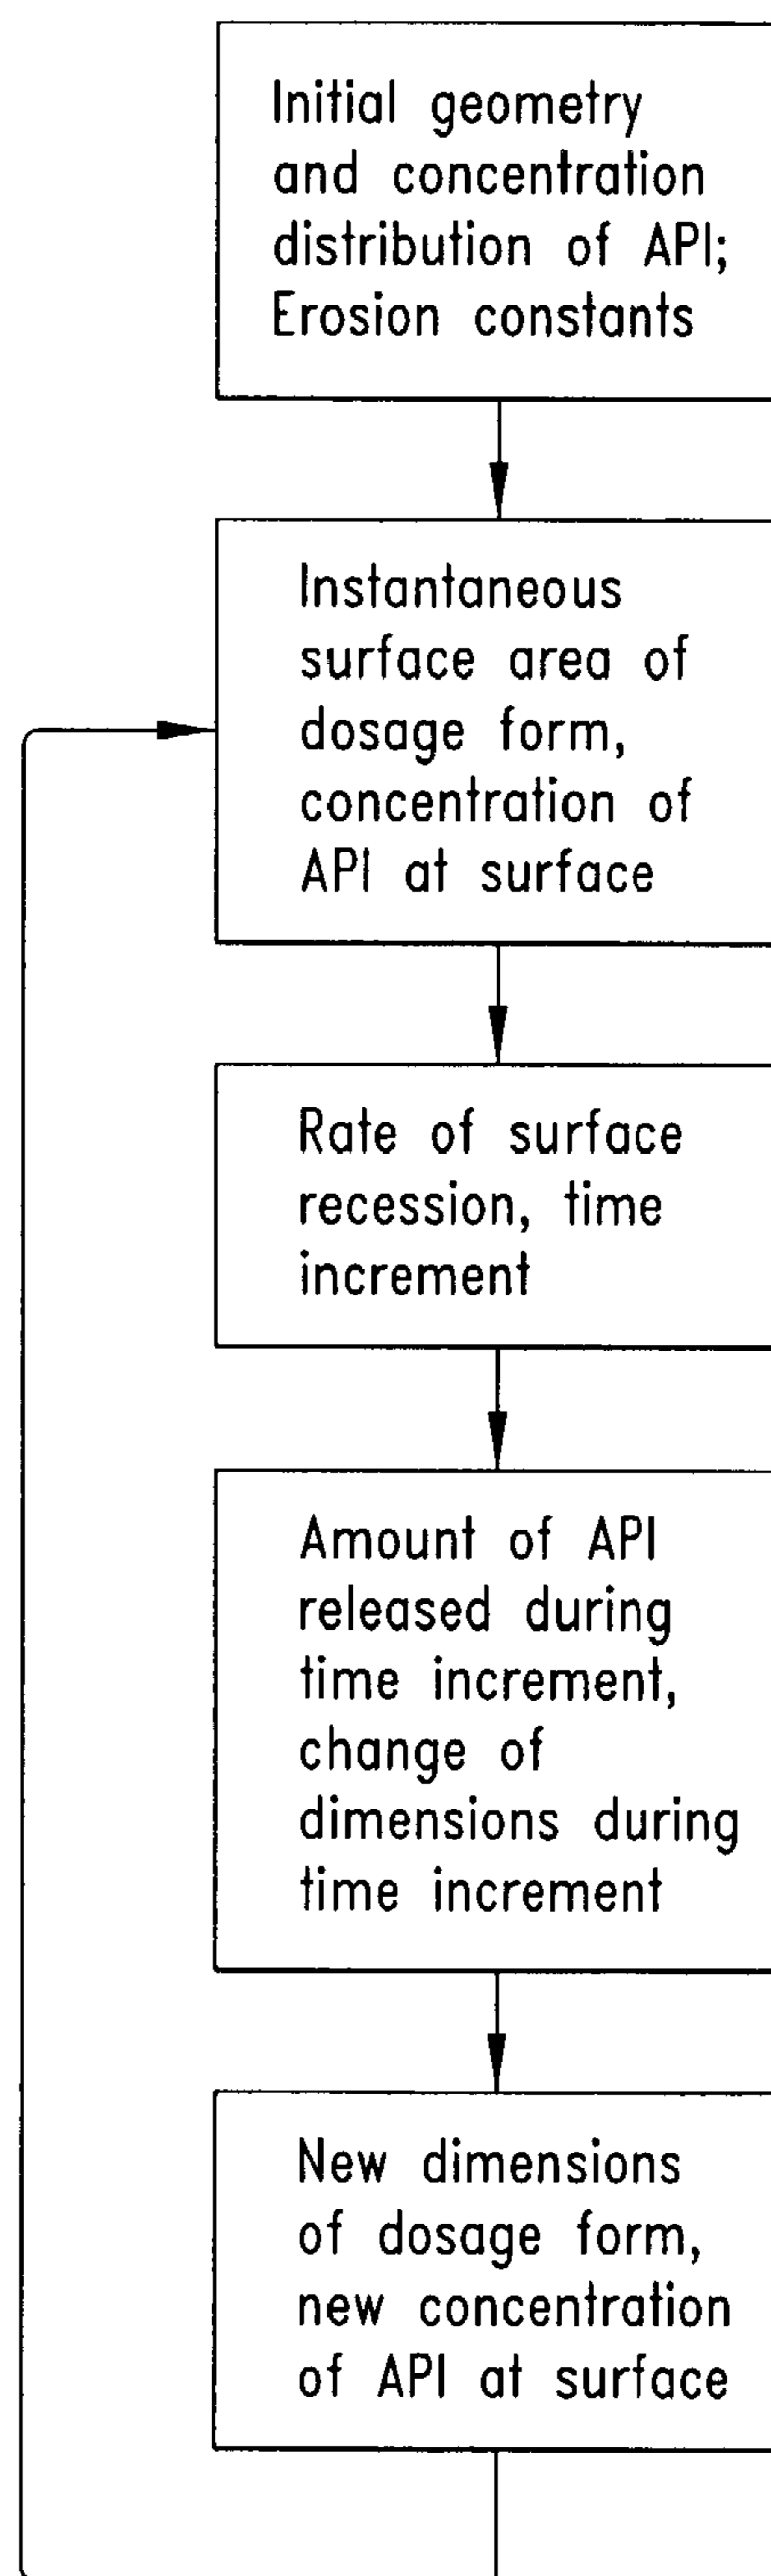 Initial geometry
and concentration
distribution of API;
Erosion constants
Instantaneous
surface area of
dosage form,
concentration of
API at surface
Rate of surface
recession, time
increment
Amount of API
released during
time increment,
change of
dimensions during
time increment
New dimensions
of dosage form,
new concentration
of API at surface